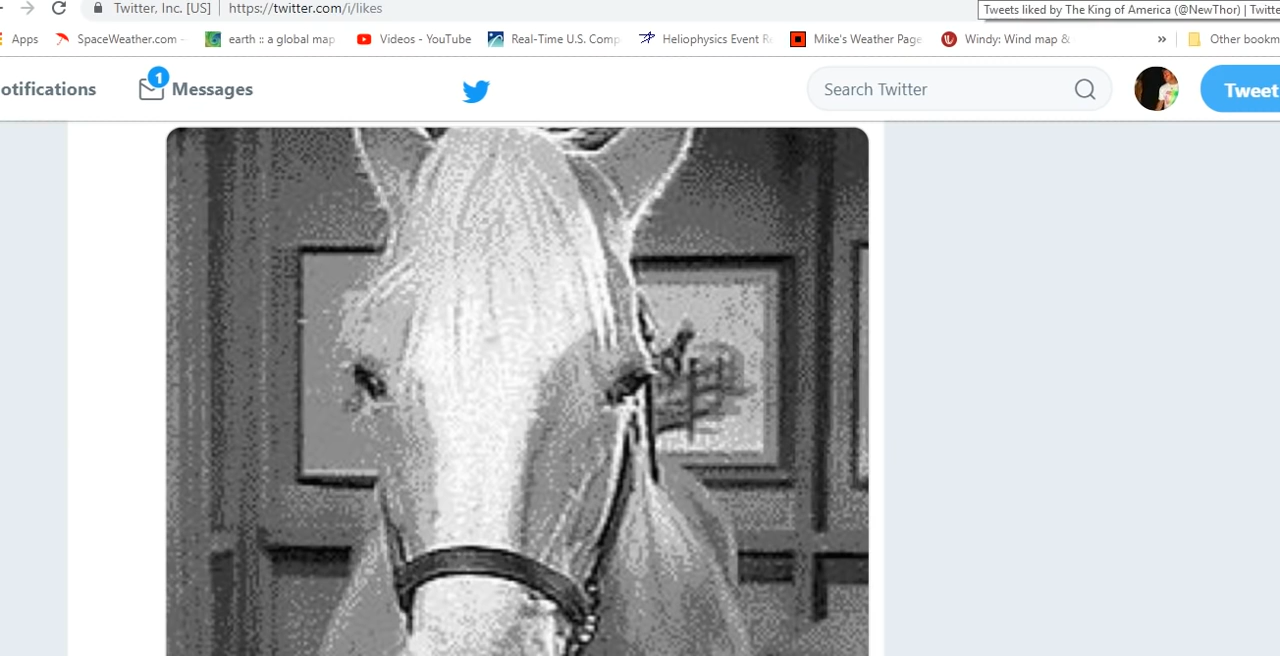 Twitter, Inc. [US] https://twitter.com/i/likes
Tweets liked by The King of America (@NewThor) | Twitte
Apps SpaceWeather.com earth :: a global map Videos - YouTube Real-Time U.S. Comp Heliophysics Event Re Mike's Weather Page Windy: Wind map & » Other bookm
otifications 1 Messages Search Twitter Tweet